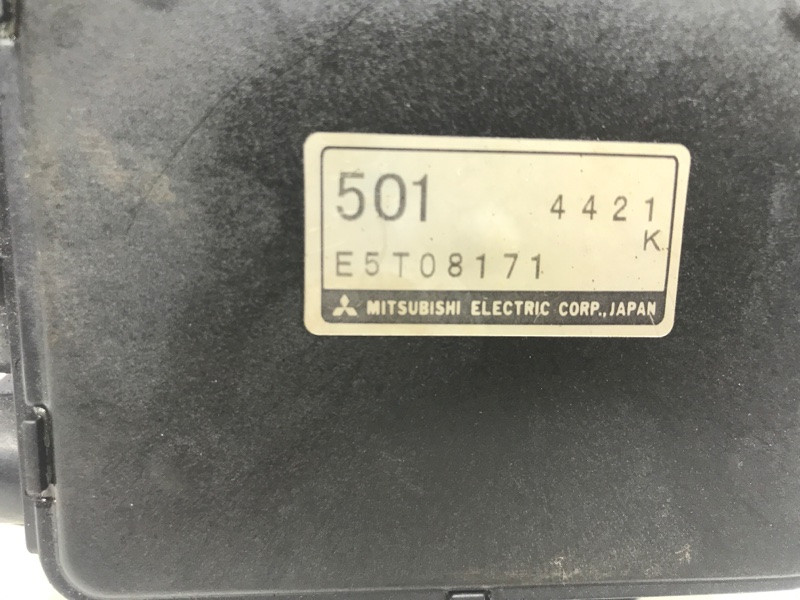 501 4421
K
E5T08171
MITSUBISHI ELECTRIC CORP., JAPAN